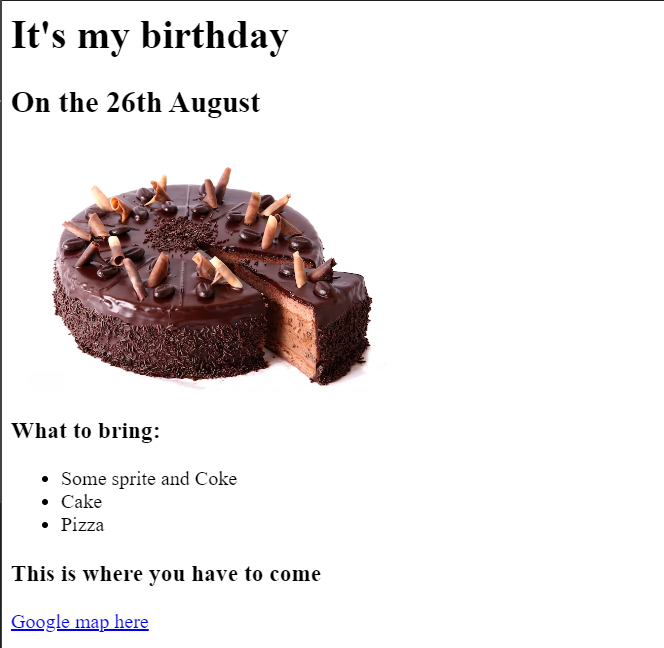 It's my birthday
On the 26th August
What to bring:
Some sprite and Coke
Cake
Pizza
This is where you have to come
Google map here